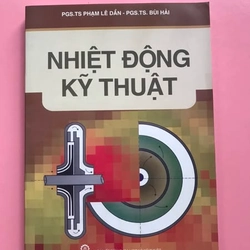 PGS.TS PHẠM LÊ DẦN - PGS.TS. BÙI HẢI
NHIỆT ĐỘNG
KỸ THUẬT